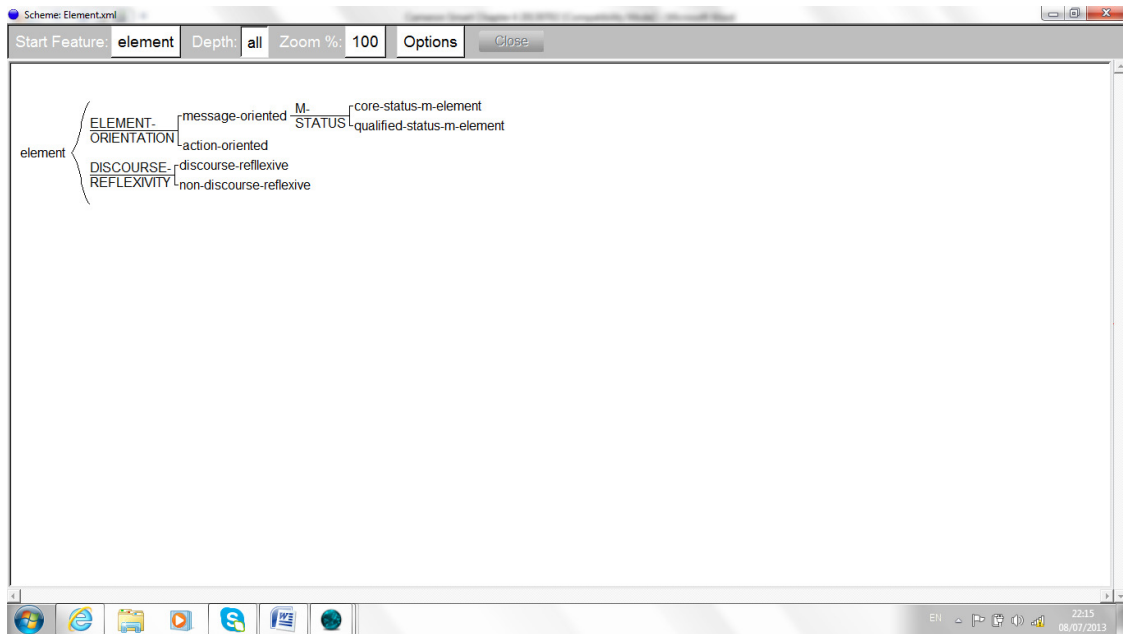 Scheme: Element.xml
Start Feature: element Depth: all Zoom %: 100 Options Close
element
ELEMENT-
ORIENTATION
message-oriented
M-
STATUS
core-status-m-element
qualified-status-m-element
action-oriented
DISCOURSE-
REFLEXIVITY
discourse-refllexive
non-discourse-reflexive
EN
22:15
08/07/2013